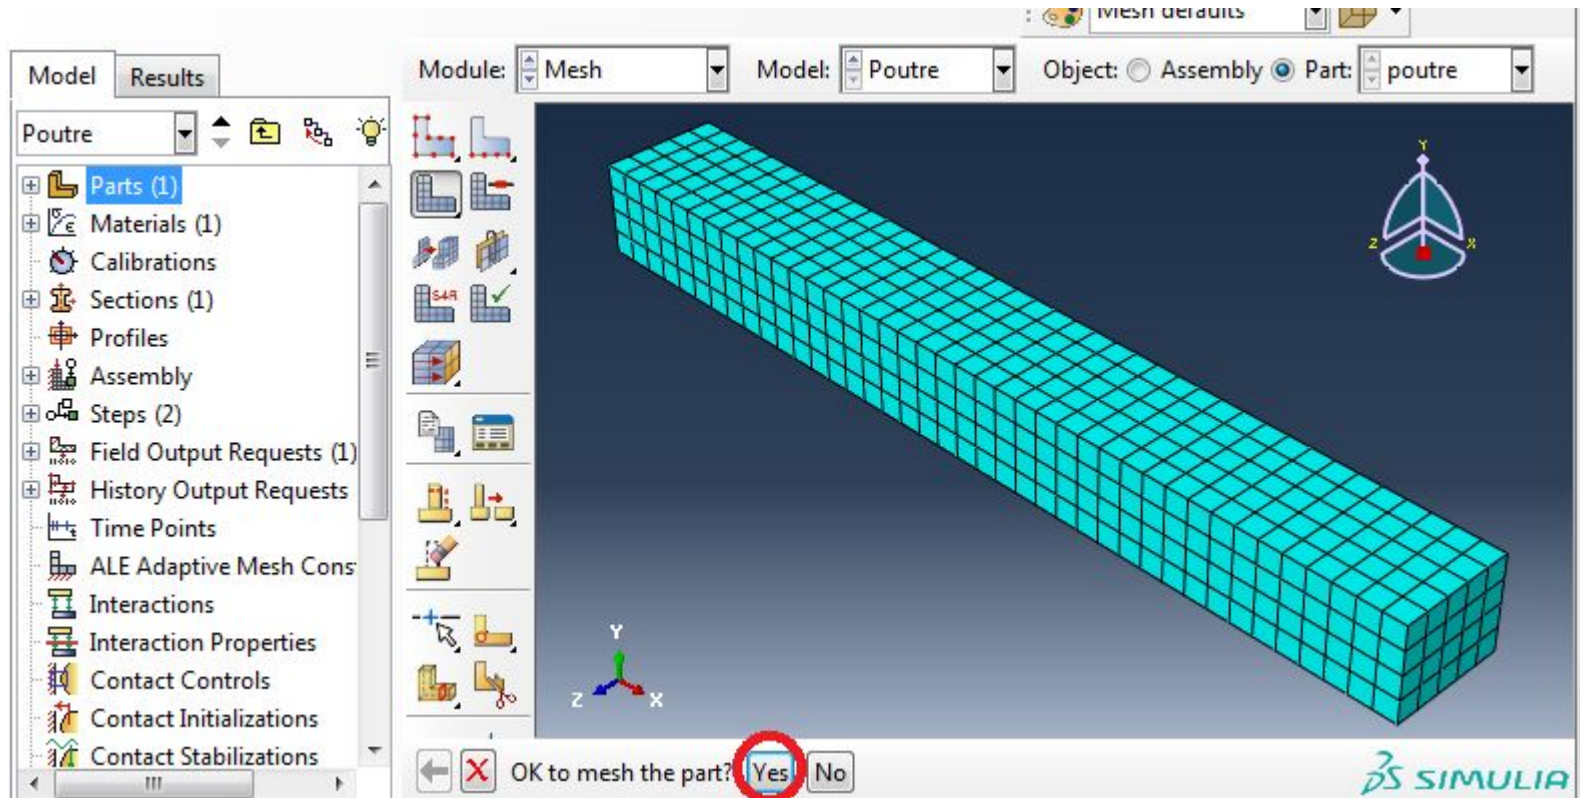 Mesh defaults
Model Results
Module: Mesh Model: Poutre Object: Assembly Part: poutre
Poutre
Parts (1)
Materials (1)
Calibrations
Sections (1)
Profiles
Assembly
Steps (2)
Field Output Requests (1)
History Output Requests
Time Points
ALE Adaptive Mesh Cons
Interactions
Interaction Properties
Contact Controls
Contact Initializations
Contact Stabilizations
S4R
Y
Z X
Y
Z X
OK to mesh the part? Yes No
SIMULIA